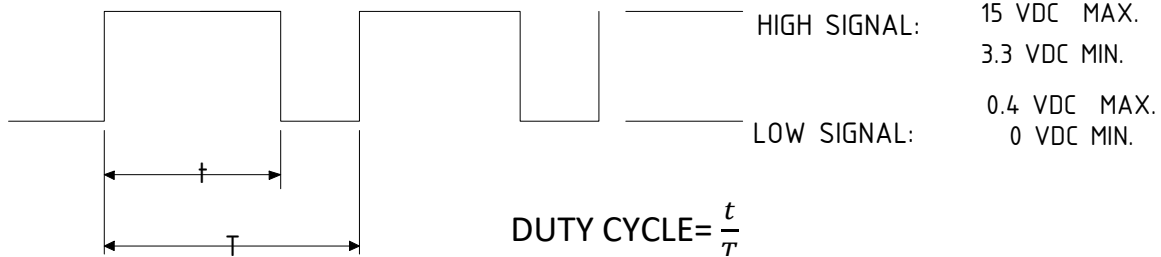 HIGH SIGNAL: 15 VDC MAX.
3.3 VDC MIN.
LOW SIGNAL: 0.4 VDC MAX.
0 VDC MIN.
t
T
DUTY CYCLE= t/T